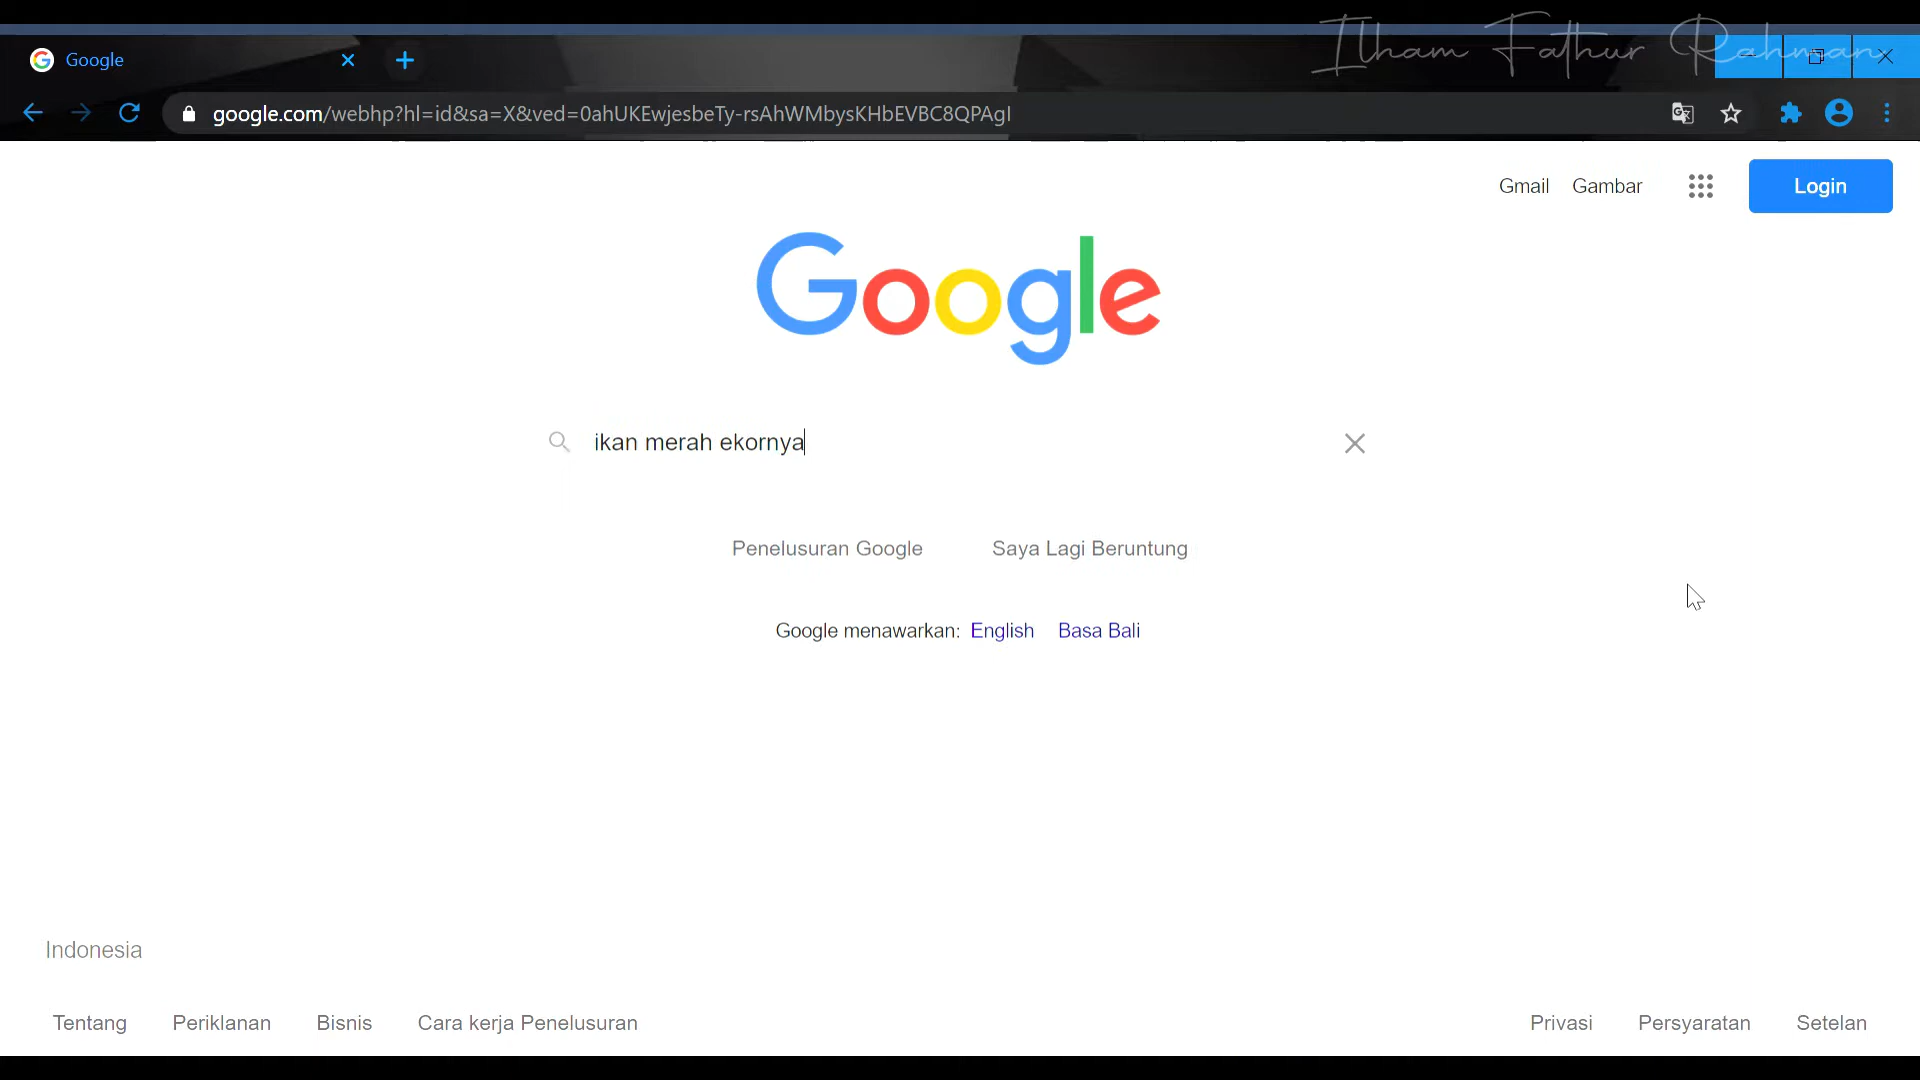 Ilham Fathur Rahman
Google
google.com/webhp?hl=id&sa=X&ved=0ahUKEwjesbeTy-rsAhWMbysKHbEVBC8QPAgI
Gmail Gambar Login
Google
ikan merah ekornya
Penelusuran Google Saya Lagi Beruntung
Google menawarkan: English Basa Bali
Indonesia
Tentang Periklanan Bisnis Cara kerja Penelusuran Privasi Persyaratan Setelan